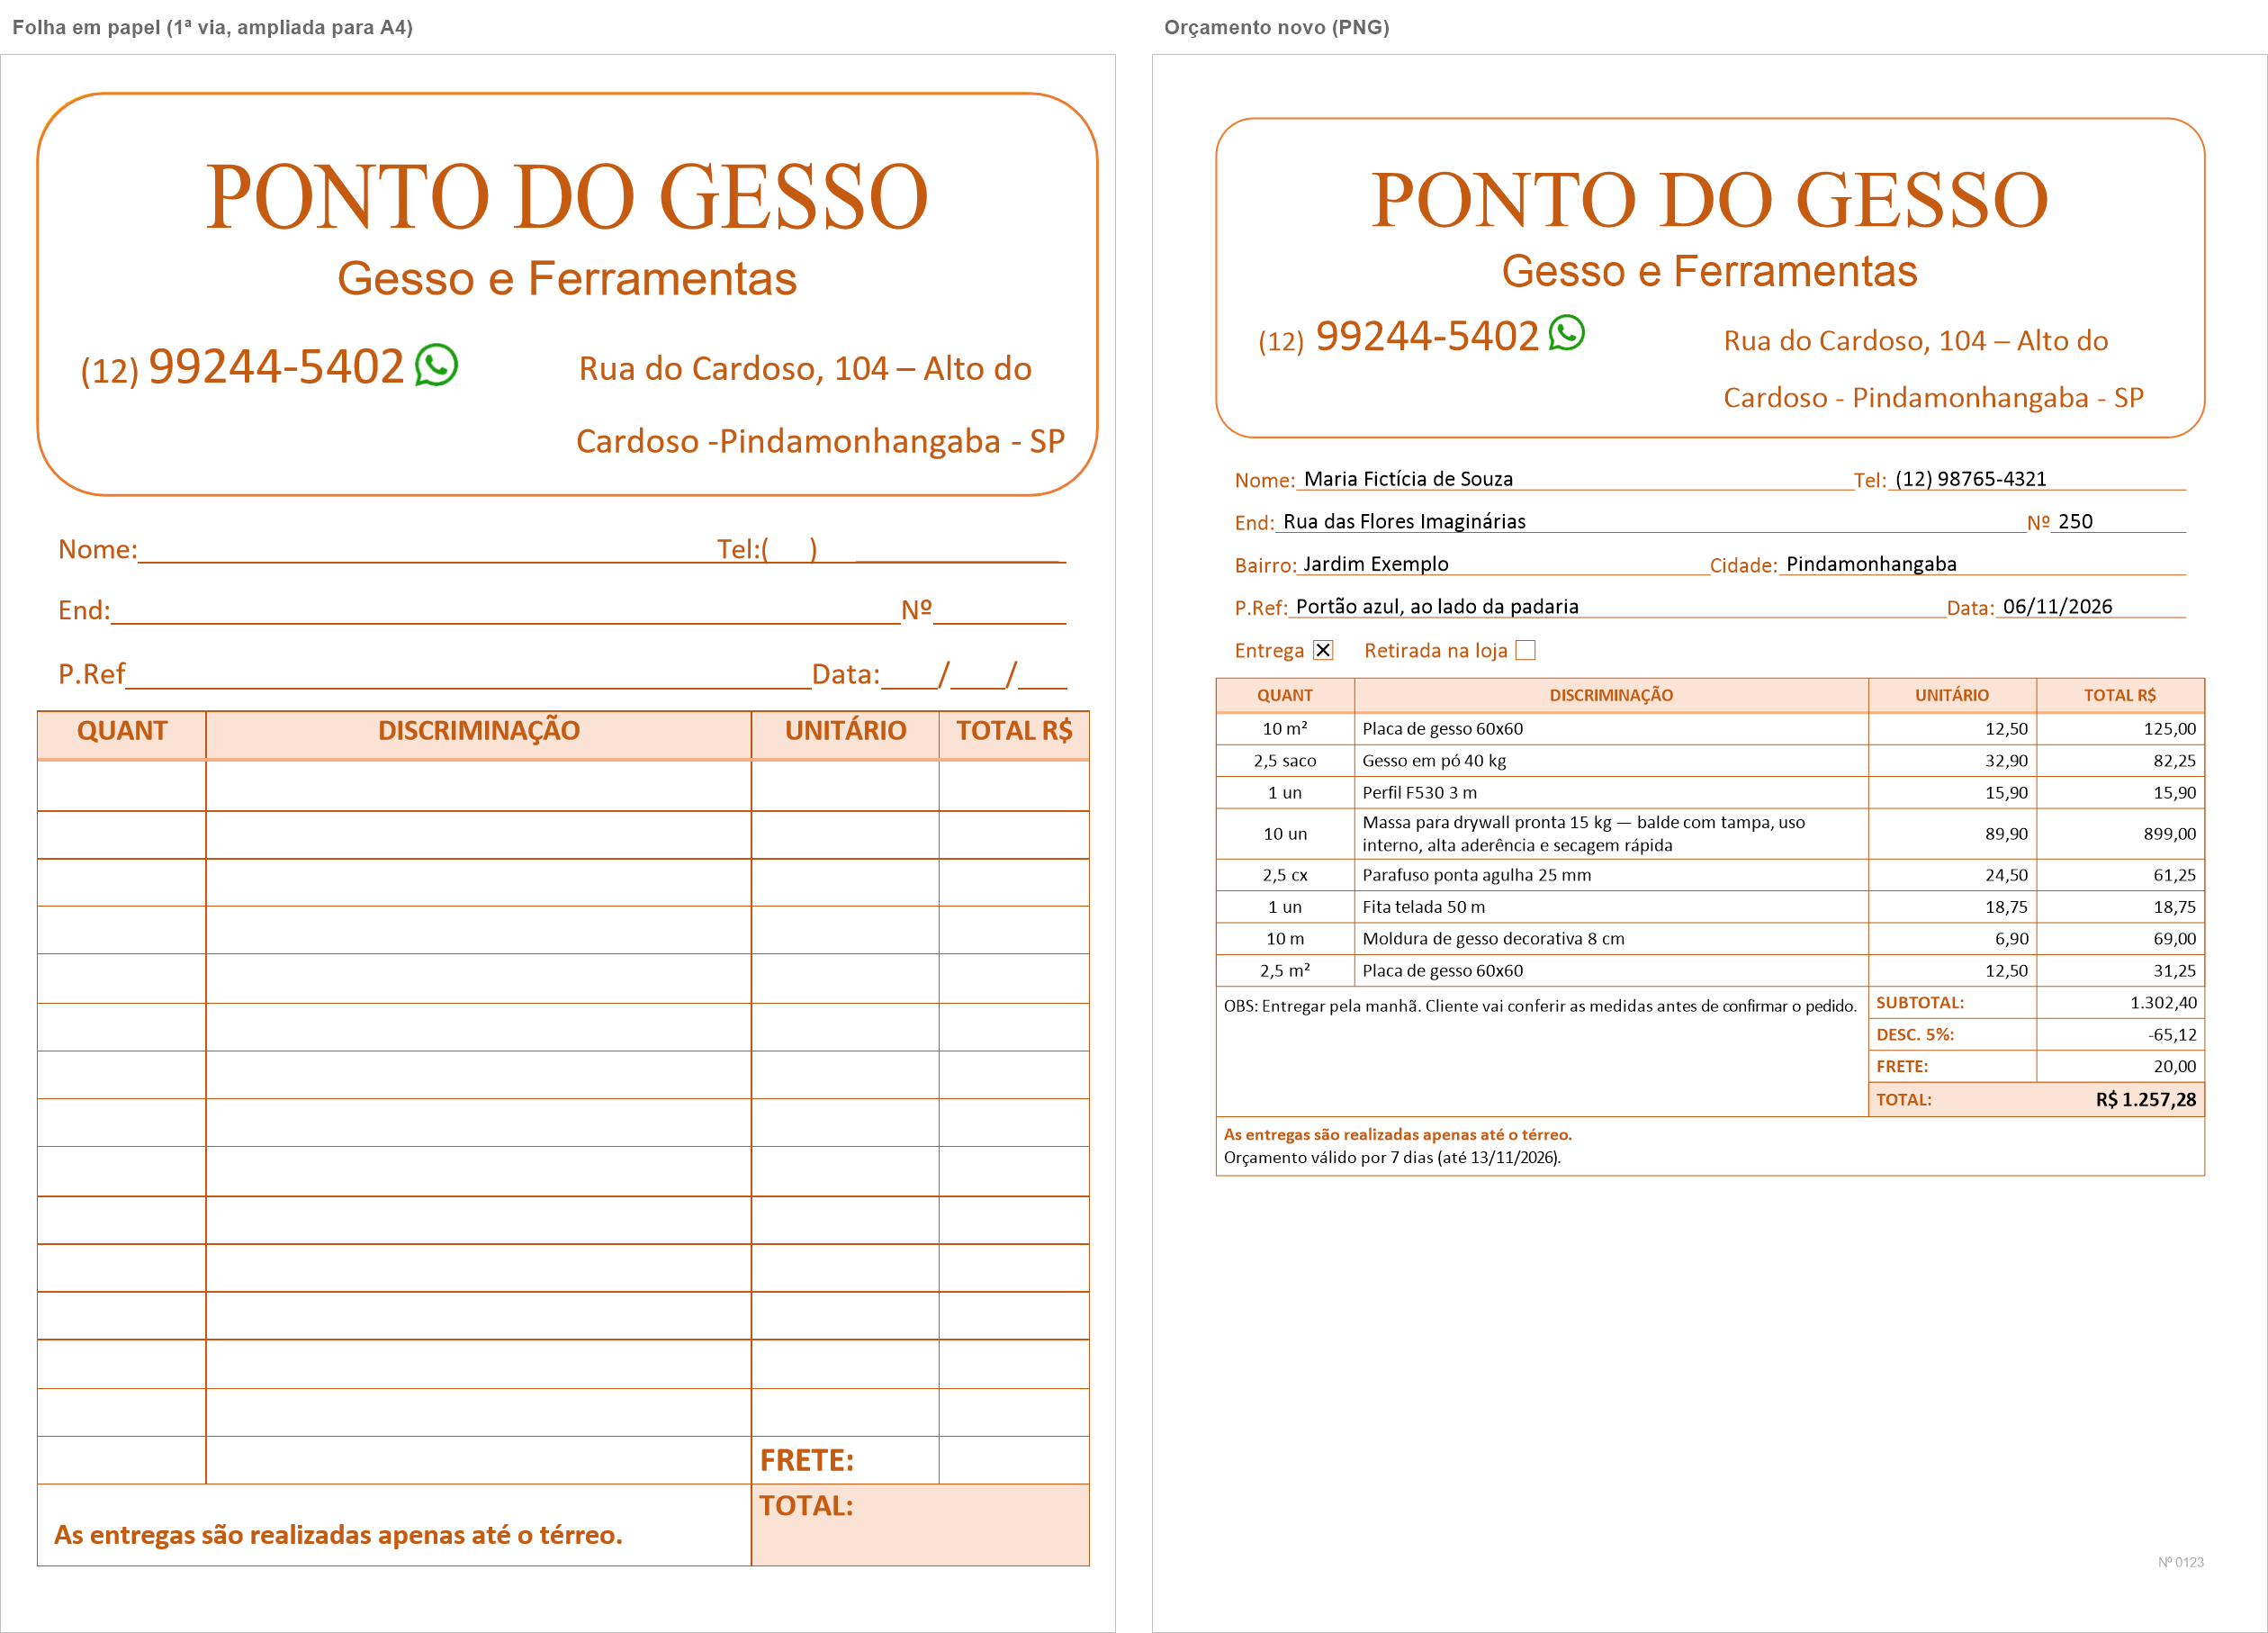 Folha em papel (1ª via, ampliada para A4)
PONTO DO GESSO
Gesso e Ferramentas
(12) 99244-5402
Rua do Cardoso, 104 – Alto do
Cardoso -Pindamonhangaba - SP
Nome: Tel:( )
End: Nº
P.Ref Data: / /
QUANT DISCRIMINAÇÃO UNITÁRIO TOTAL R$
FRETE:
TOTAL:
As entregas são realizadas apenas até o térreo.
Orçamento novo (PNG)
PONTO DO GESSO
Gesso e Ferramentas
(12) 99244-5402
Rua do Cardoso, 104 – Alto do
Cardoso - Pindamonhangaba - SP
Nome: Maria Fictícia de Souza Tel: (12) 98765-4321
End: Rua das Flores Imaginárias Nº 250
Bairro: Jardim Exemplo Cidade: Pindamonhangaba
P.Ref: Portão azul, ao lado da padaria Data: 06/11/2026
Entrega ☒ Retirada na loja ☐
QUANT DISCRIMINAÇÃO UNITÁRIO TOTAL R$
10 m² Placa de gesso 60x60 12,50 125,00
2,5 saco Gesso em pó 40 kg 32,90 82,25
1 un Perfil F530 3 m 15,90 15,90
10 un Massa para drywall pronta 15 kg — balde com tampa, uso 89,90 899,00
interno, alta aderência e secagem rápida
2,5 cx Parafuso ponta agulha 25 mm 24,50 61,25
1 un Fita telada 50 m 18,75 18,75
10 m Moldura de gesso decorativa 8 cm 6,90 69,00
2,5 m² Placa de gesso 60x60 12,50 31,25
OBS: Entregar pela manhã. Cliente vai conferir as medidas antes de confirmar o pedido. SUBTOTAL: 1.302,40
DESC. 5%: -65,12
FRETE: 20,00
TOTAL: R$ 1.257,28
As entregas são realizadas apenas até o térreo.
Orçamento válido por 7 dias (até 13/11/2026).
Nº 0123